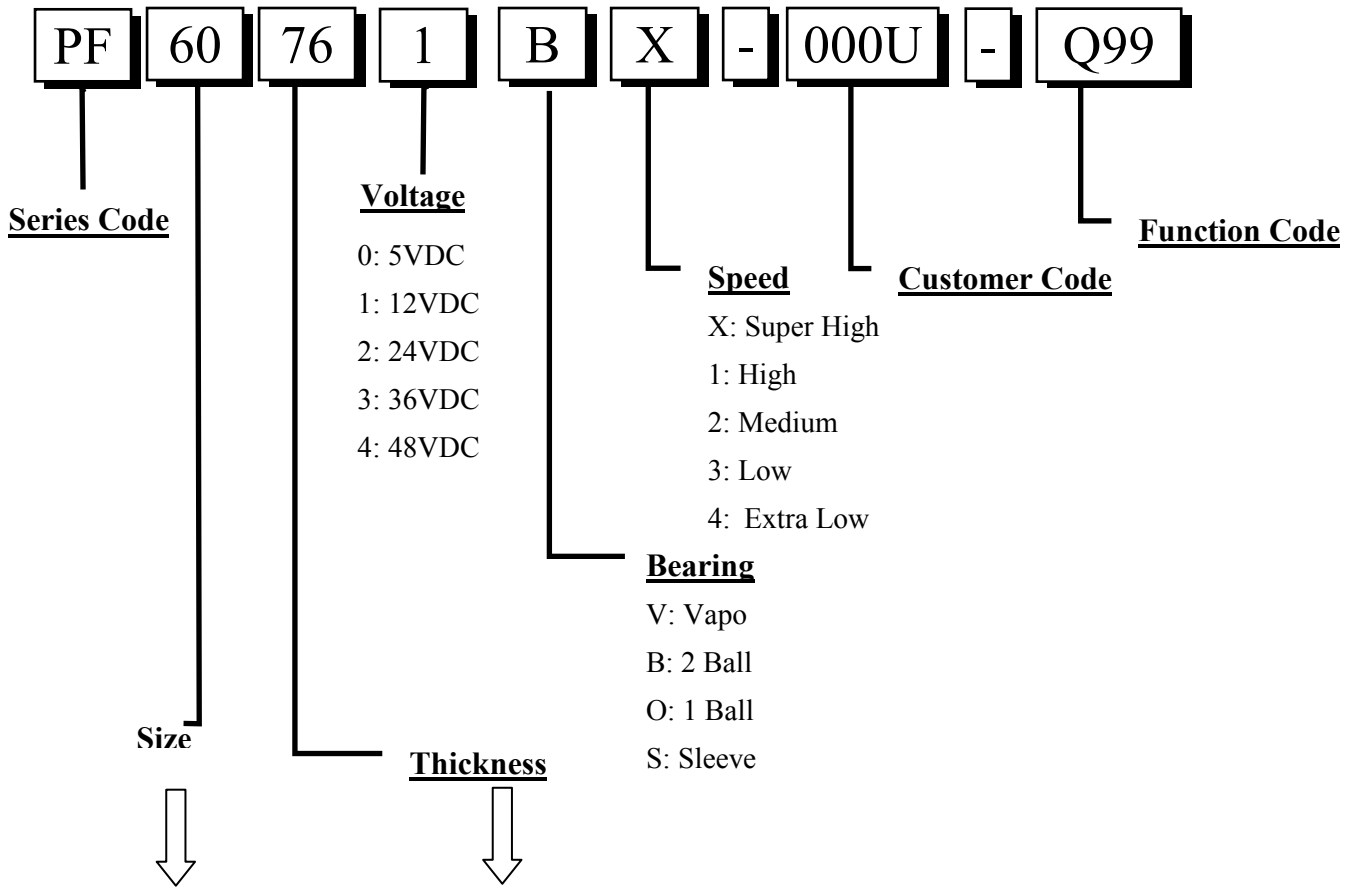 PF 60 76 1 B X - 000U - Q99
Series Code
Voltage
0: 5VDC
1: 12VDC
2: 24VDC
3: 36VDC
4: 48VDC
Function Code
Customer Code
Speed
X: Super High
1: High
2: Medium
3: Low
4: Extra Low
Bearing
V: Vapo
B: 2 Ball
O: 1 Ball
S: Sleeve
Size
Thickness